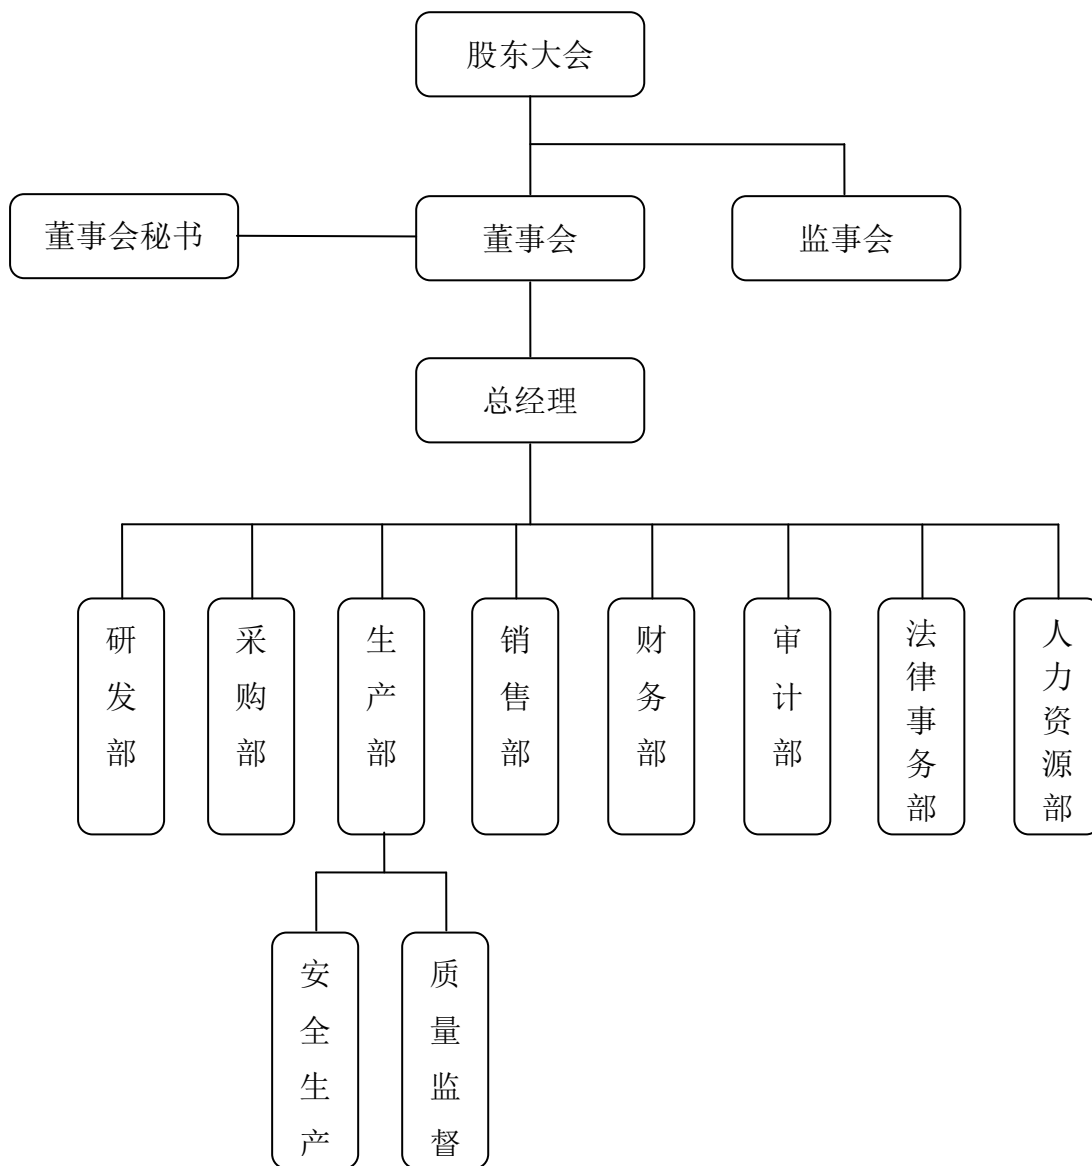 股东大会
董事会秘书
董事会
监事会
总经理
研发部
采购部
生产部
销售部
财务部
审计部
法律事务部
人力资源部
安全生产
质量监督